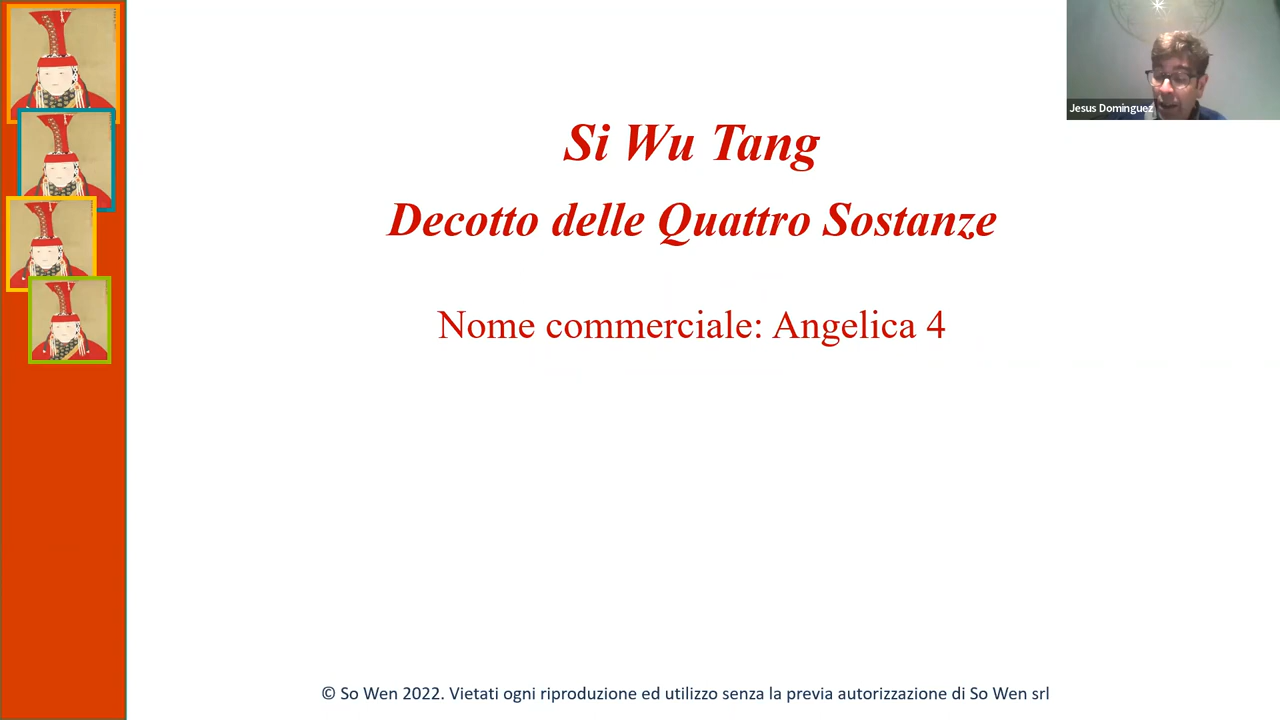 Jesus Dominguez
Si Wu Tang
Decotto delle Quattro Sostanze
Nome commerciale: Angelica 4
© So Wen 2022. Vietati ogni riproduzione ed utilizzo senza la previa autorizzazione di So Wen srl